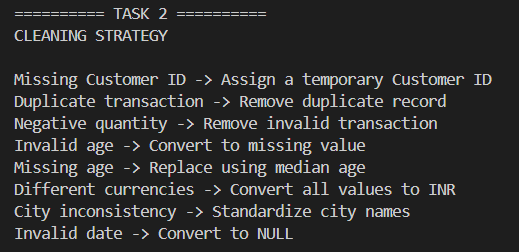 ========== TASK 2 ==========
CLEANING STRATEGY

Missing Customer ID -> Assign a temporary Customer ID
Duplicate transaction -> Remove duplicate record
Negative quantity -> Remove invalid transaction
Invalid age -> Convert to missing value
Missing age -> Replace using median age
Different currencies -> Convert all values to INR
City inconsistency -> Standardize city names
Invalid date -> Convert to NULL